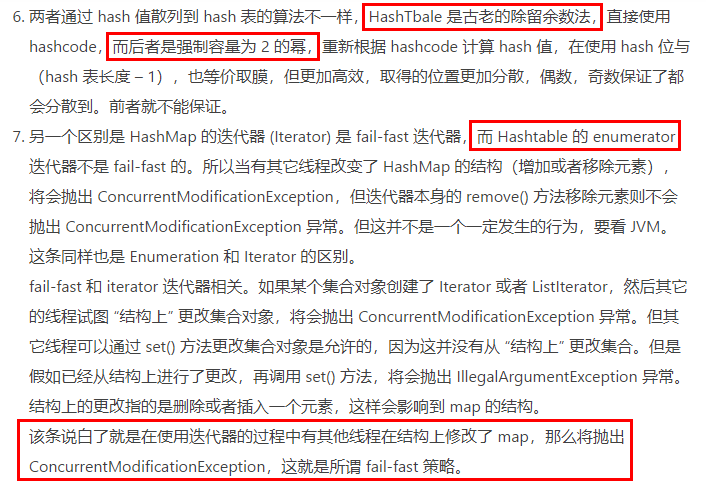 6. 两者通过 hash 值散列到 hash 表的算法不一样，HashTbale 是古老的除留余数法，直接使用
hashcode，而后者是强制容量为 2 的幂，重新根据 hashcode 计算 hash 值，在使用 hash 位与
（hash 表长度 – 1），也等价取膜，但更加高效，取得的位置更加分散，偶数，奇数保证了都
会分散到。前者就不能保证。
7. 另一个区别是 HashMap 的迭代器 (Iterator) 是 fail-fast 迭代器，而 Hashtable 的 enumerator
迭代器不是 fail-fast 的。所以当有其它线程改变了 HashMap 的结构（增加或者移除元素），
将会抛出 ConcurrentModificationException，但迭代器本身的 remove() 方法移除元素则不会
抛出 ConcurrentModificationException 异常。但这并不是一个一定发生的行为，要看 JVM。
这条同样也是 Enumeration 和 Iterator 的区别。
fail-fast 和 iterator 迭代器相关。如果某个集合对象创建了 Iterator 或者 ListIterator，然后其它
的线程试图 “结构上” 更改集合对象，将会抛出 ConcurrentModificationException 异常。但其
它线程可以通过 set() 方法更改集合对象是允许的，因为这并没有从 “结构上” 更改集合。但是
假如已经从结构上进行了更改，再调用 set() 方法，将会抛出 IllegalArgumentException 异常。
结构上的更改指的是删除或者插入一个元素，这样会影响到 map 的结构。
该条说白了就是在使用迭代器的过程中有其他线程在结构上修改了 map，那么将抛出
ConcurrentModificationException，这就是所谓 fail-fast 策略。